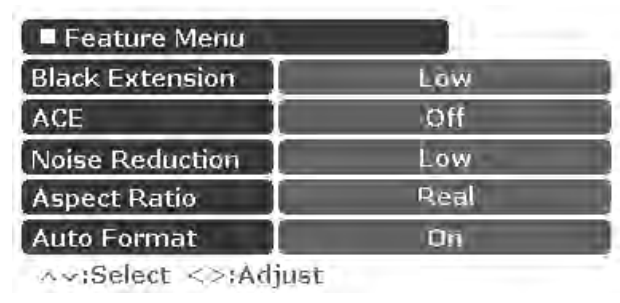 ■ Feature Menu
Black Extension Low
ACE Off
Noise Reduction Low
Aspect Ratio Real
Auto Format On
∧∨:Select <>:Adjust